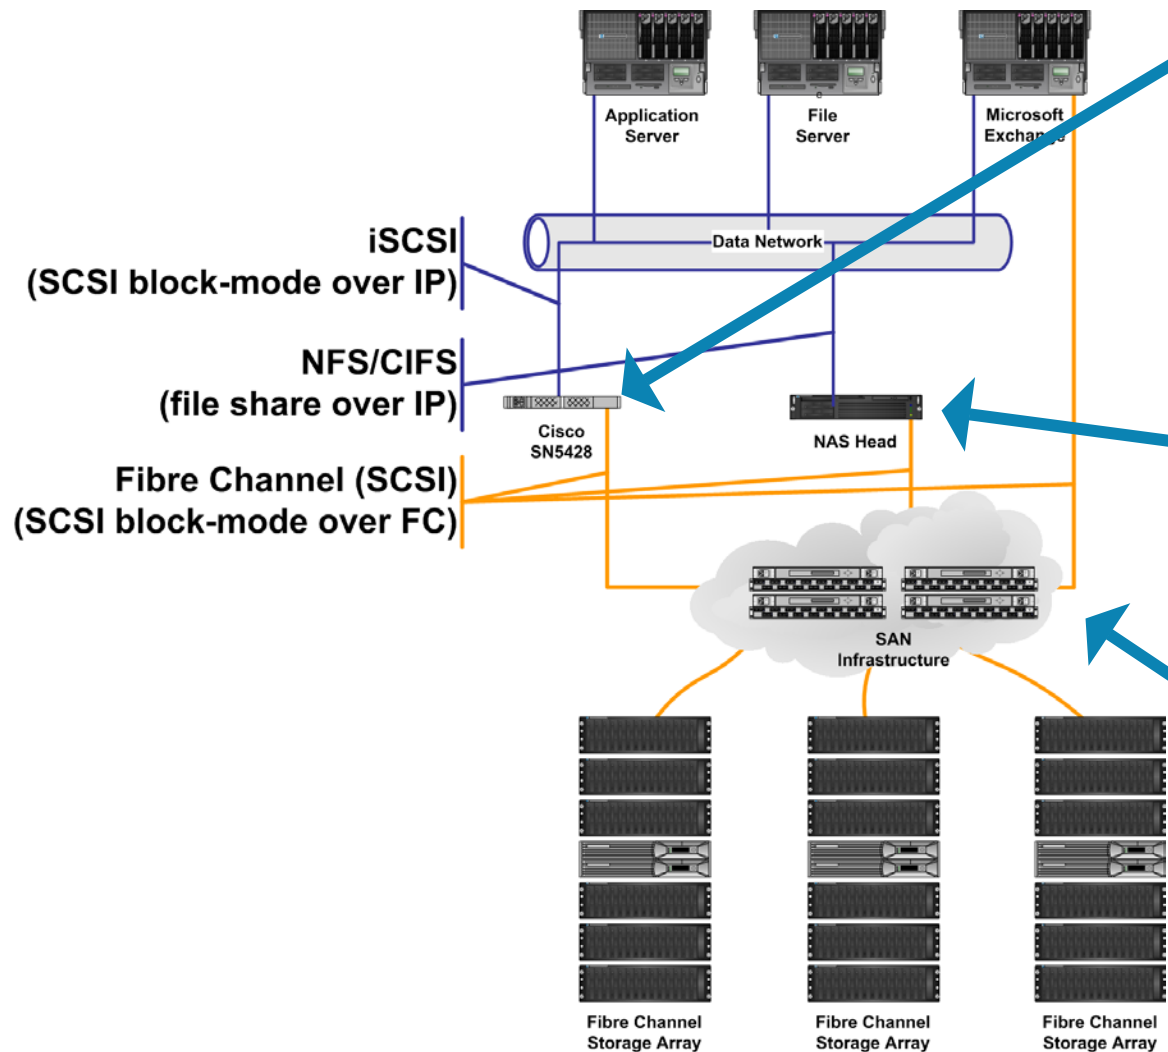 Application
Server
File
Server
Microsoft
Exchange
iSCSI
(SCSI block-mode over IP)
Data Network
NFS/CIFS
(file share over IP)
Cisco
SN5428
NAS Head
Fibre Channel (SCSI)
(SCSI block-mode over FC)
SAN
Infrastructure
Fibre Channel
Storage Array
Fibre Channel
Storage Array
Fibre Channel
Storage Array